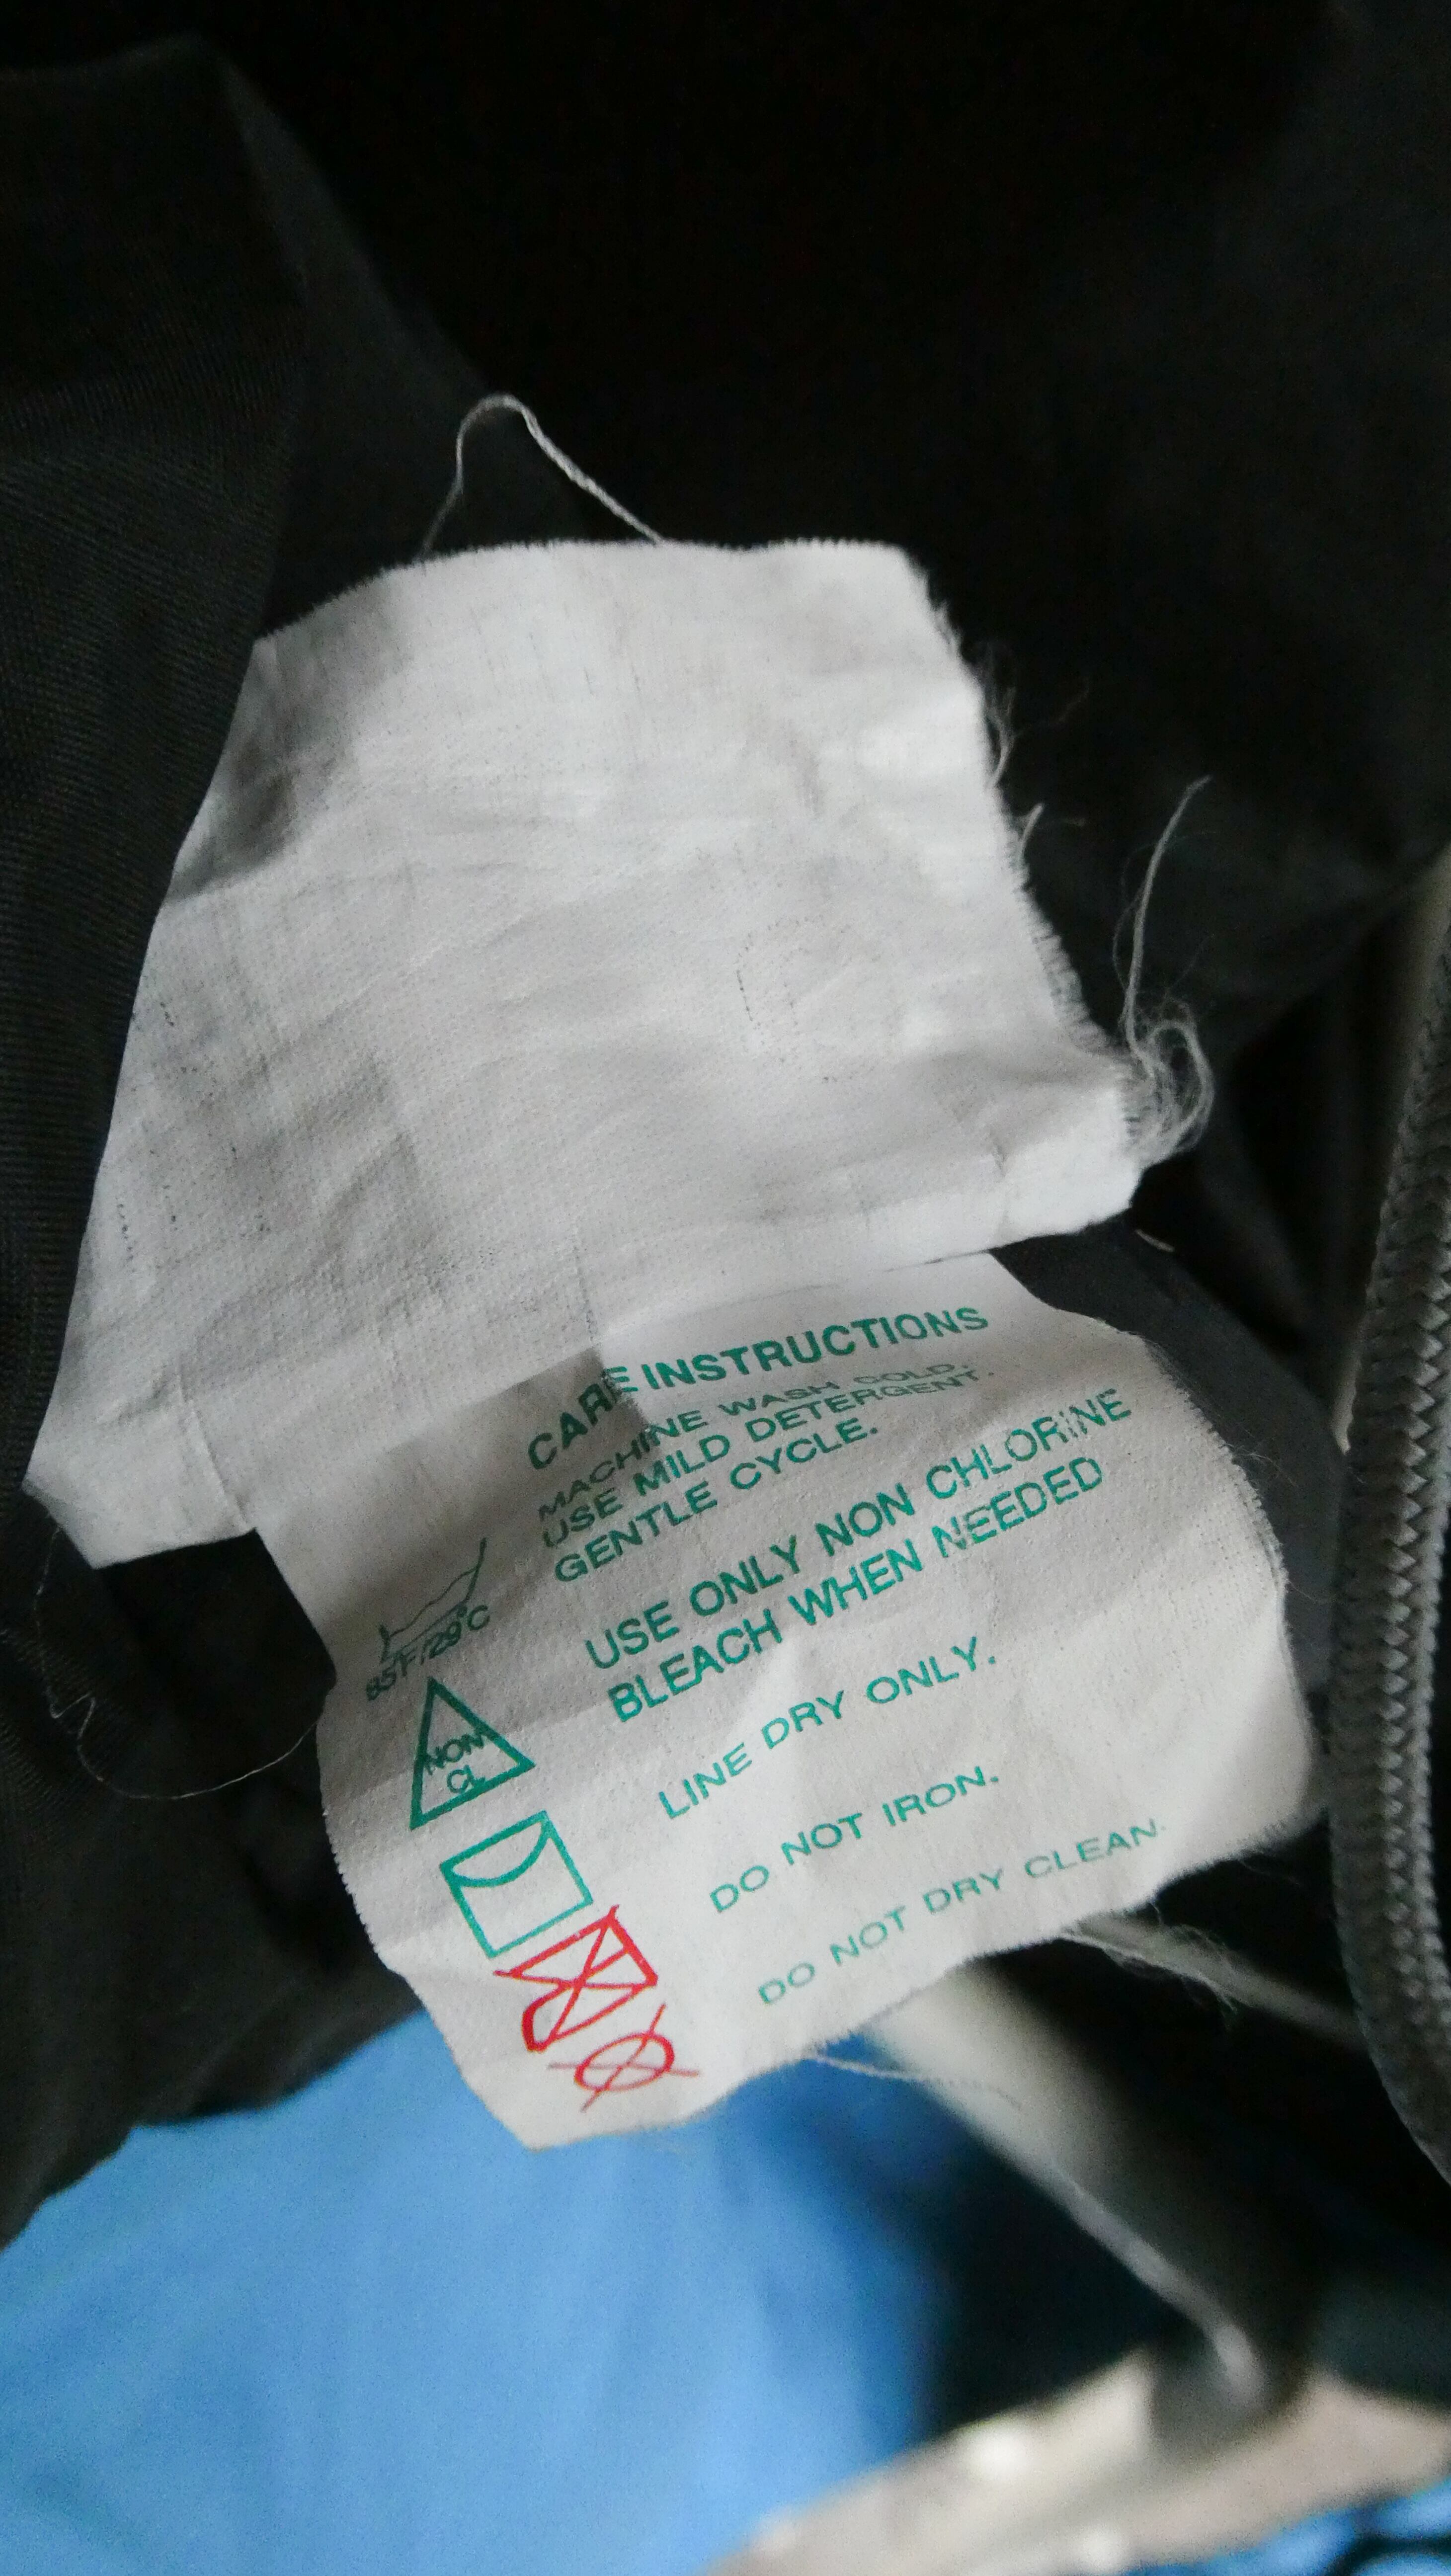 CARE INSTRUCTIONS
MACHINE WASH COLD.
USE MILD DETERGENT.
GENTLE CYCLE.
85°F/29°C
USE ONLY NON CHLORINE
BLEACH WHEN NEEDED
NON
CL
LINE DRY ONLY.
DO NOT IRON.
DO NOT DRY CLEAN.